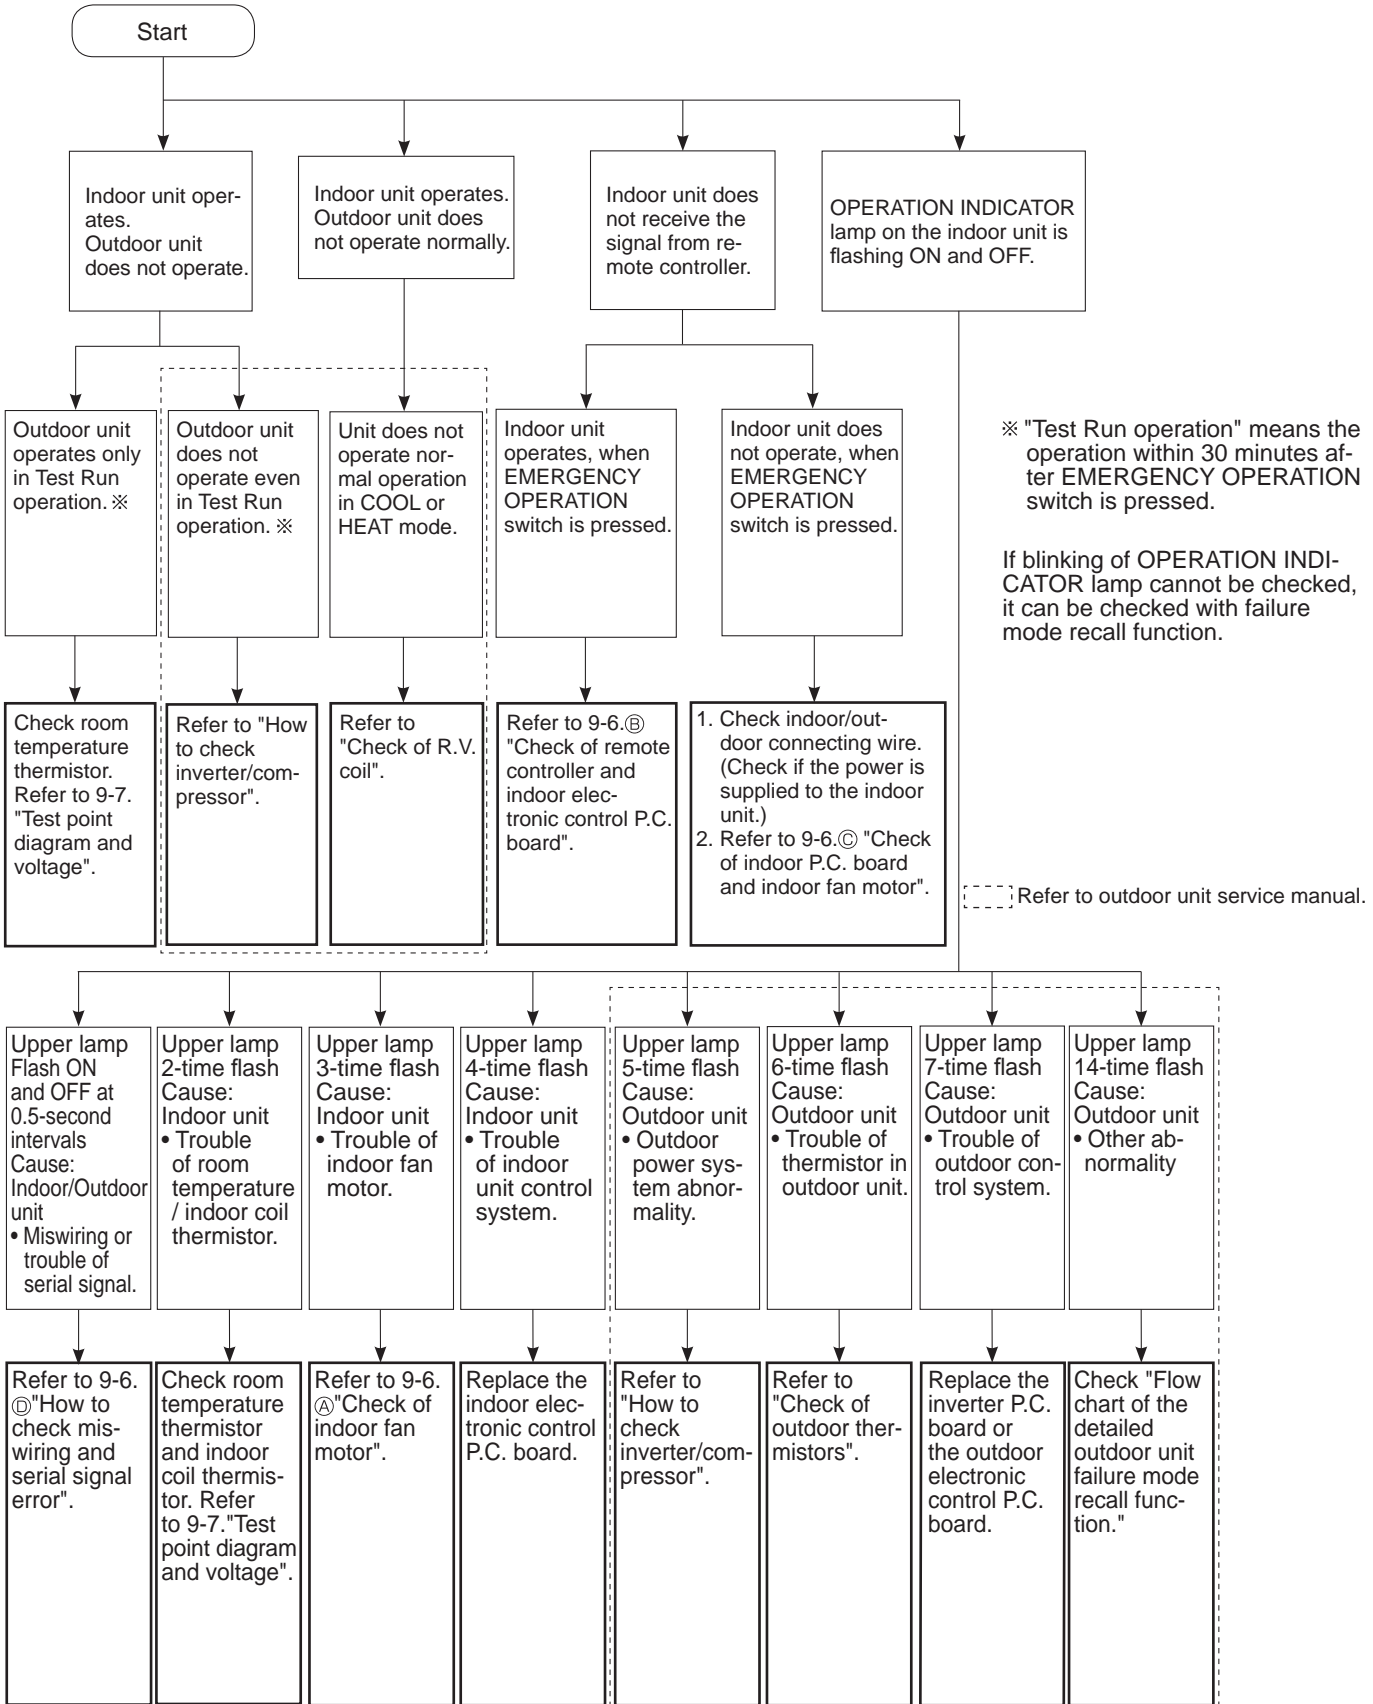 Start
Indoor unit oper-
ates.
Outdoor unit
does not operate.
Indoor unit operates.
Outdoor unit does
not operate normally.
Indoor unit does
not receive the
signal from re-
mote controller.
OPERATION INDICATOR
lamp on the indoor unit is
flashing ON and OFF.
Outdoor unit
operates only
in Test Run
operation. ※
Outdoor unit
does not
operate even
in Test Run
operation. ※
Unit does not
operate nor-
mal operation
in COOL or
HEAT mode.
Indoor unit
operates, when
EMERGENCY
OPERATION
switch is pressed.
Indoor unit does
not operate, when
EMERGENCY
OPERATION
switch is pressed.
※ "Test Run operation" means the
operation within 30 minutes af-
ter EMERGENCY OPERATION
switch is pressed.
If blinking of OPERATION INDI-
CATOR lamp cannot be checked,
it can be checked with failure
mode recall function.
Check room
temperature
thermistor.
Refer to 9-7.
"Test point
diagram and
voltage".
Refer to "How
to check
inverter/com-
pressor".
Refer to
"Check of R.V.
coil".
Refer to 9-6.Ⓑ
"Check of remote
controller and
indoor elec-
tronic control P.C.
board".
1. Check indoor/out-
door connecting wire.
(Check if the power is
supplied to the indoor
unit.)
2. Refer to 9-6.Ⓒ "Check
of indoor P.C. board
and indoor fan motor".
Refer to outdoor unit service manual.
Upper lamp
Flash ON
and OFF at
0.5-second
intervals
Cause:
Indoor/Outdoor
unit
• Miswiring or
trouble of
serial signal.
Upper lamp
2-time flash
Cause:
Indoor unit
• Trouble
of room
temperature
/ indoor coil
thermistor.
Upper lamp
3-time flash
Cause:
Indoor unit
• Trouble of
indoor fan
motor.
Upper lamp
4-time flash
Cause:
Indoor unit
• Trouble
of indoor
unit control
system.
Upper lamp
5-time flash
Cause:
Outdoor unit
• Outdoor
power sys-
tem abnor-
mality.
Upper lamp
6-time flash
Cause:
Outdoor unit
• Trouble of
thermistor in
outdoor unit.
Upper lamp
7-time flash
Cause:
Outdoor unit
• Trouble of
outdoor con-
trol system.
Upper lamp
14-time flash
Cause:
Outdoor unit
• Other ab-
normality
Refer to 9-6.
Ⓓ"How to
check mis-
wiring and
serial signal
error".
Check room
temperature
thermistor
and indoor
coil thermis-
tor. Refer
to 9-7."Test
point diagram
and voltage".
Refer to 9-6.
Ⓐ"Check of
indoor fan
motor".
Replace the
indoor elec-
tronic control
P.C. board.
Refer to
"How to
check
inverter/com-
pressor".
Refer to
"Check of
outdoor ther-
mistors".
Replace the
inverter P.C.
board or
the outdoor
electronic
control P.C.
board.
Check "Flow
chart of the
detailed
outdoor unit
failure mode
recall func-
tion."